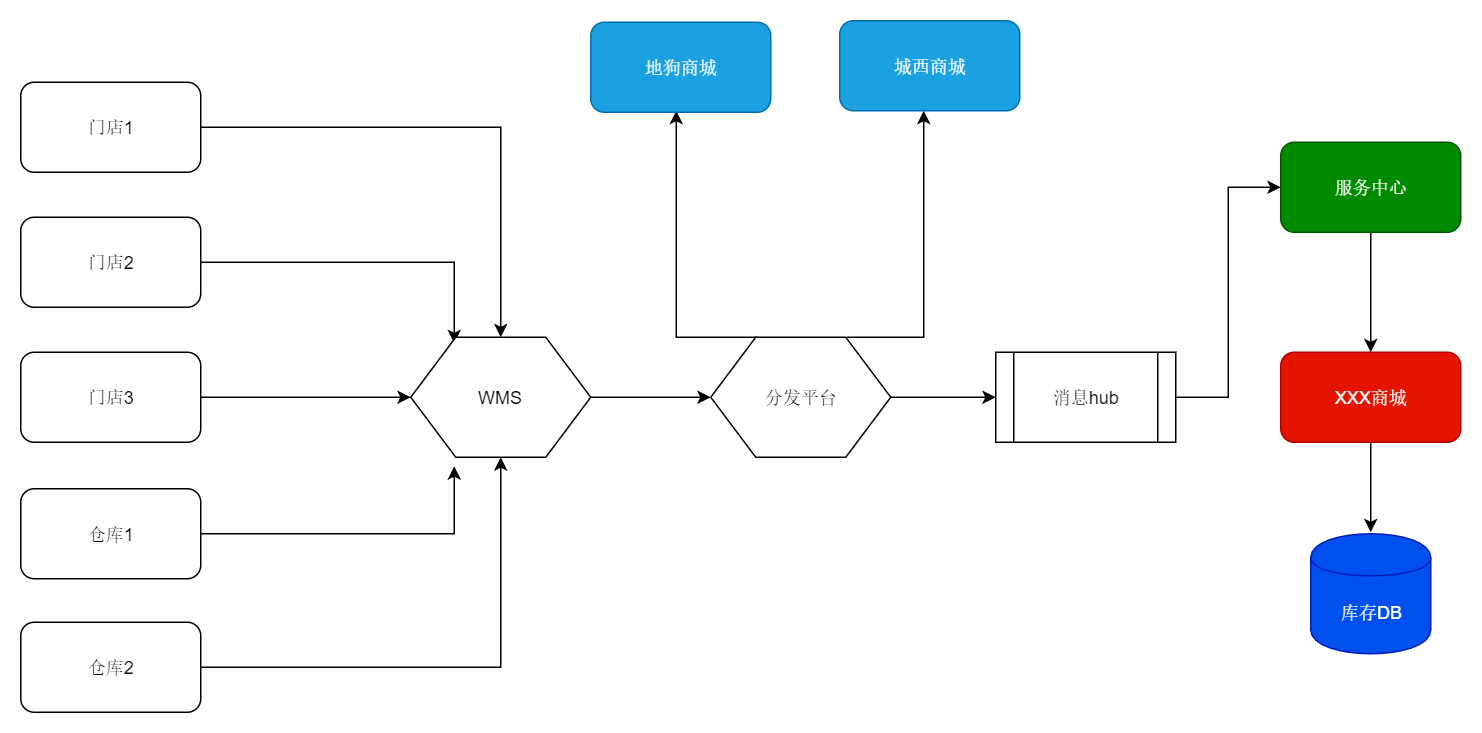 地狗商城
城西商城
门店1
服务中心
门店2
门店3
WMS
分发平台
消息hub
XXX商城
仓库1
库存DB
仓库2